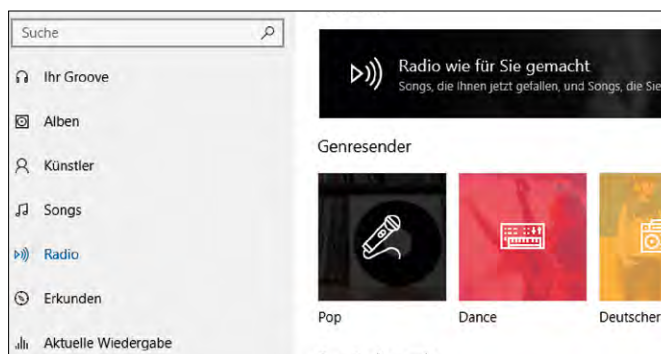 Suche
Ihr Groove
Alben
Künstler
Songs
Radio
Erkunden
Aktuelle Wiedergabe
Radio wie für Sie gemacht
Songs, die Ihnen jetzt gefallen, und Songs, die Sie
Genresender
Pop
Dance
Deutscher